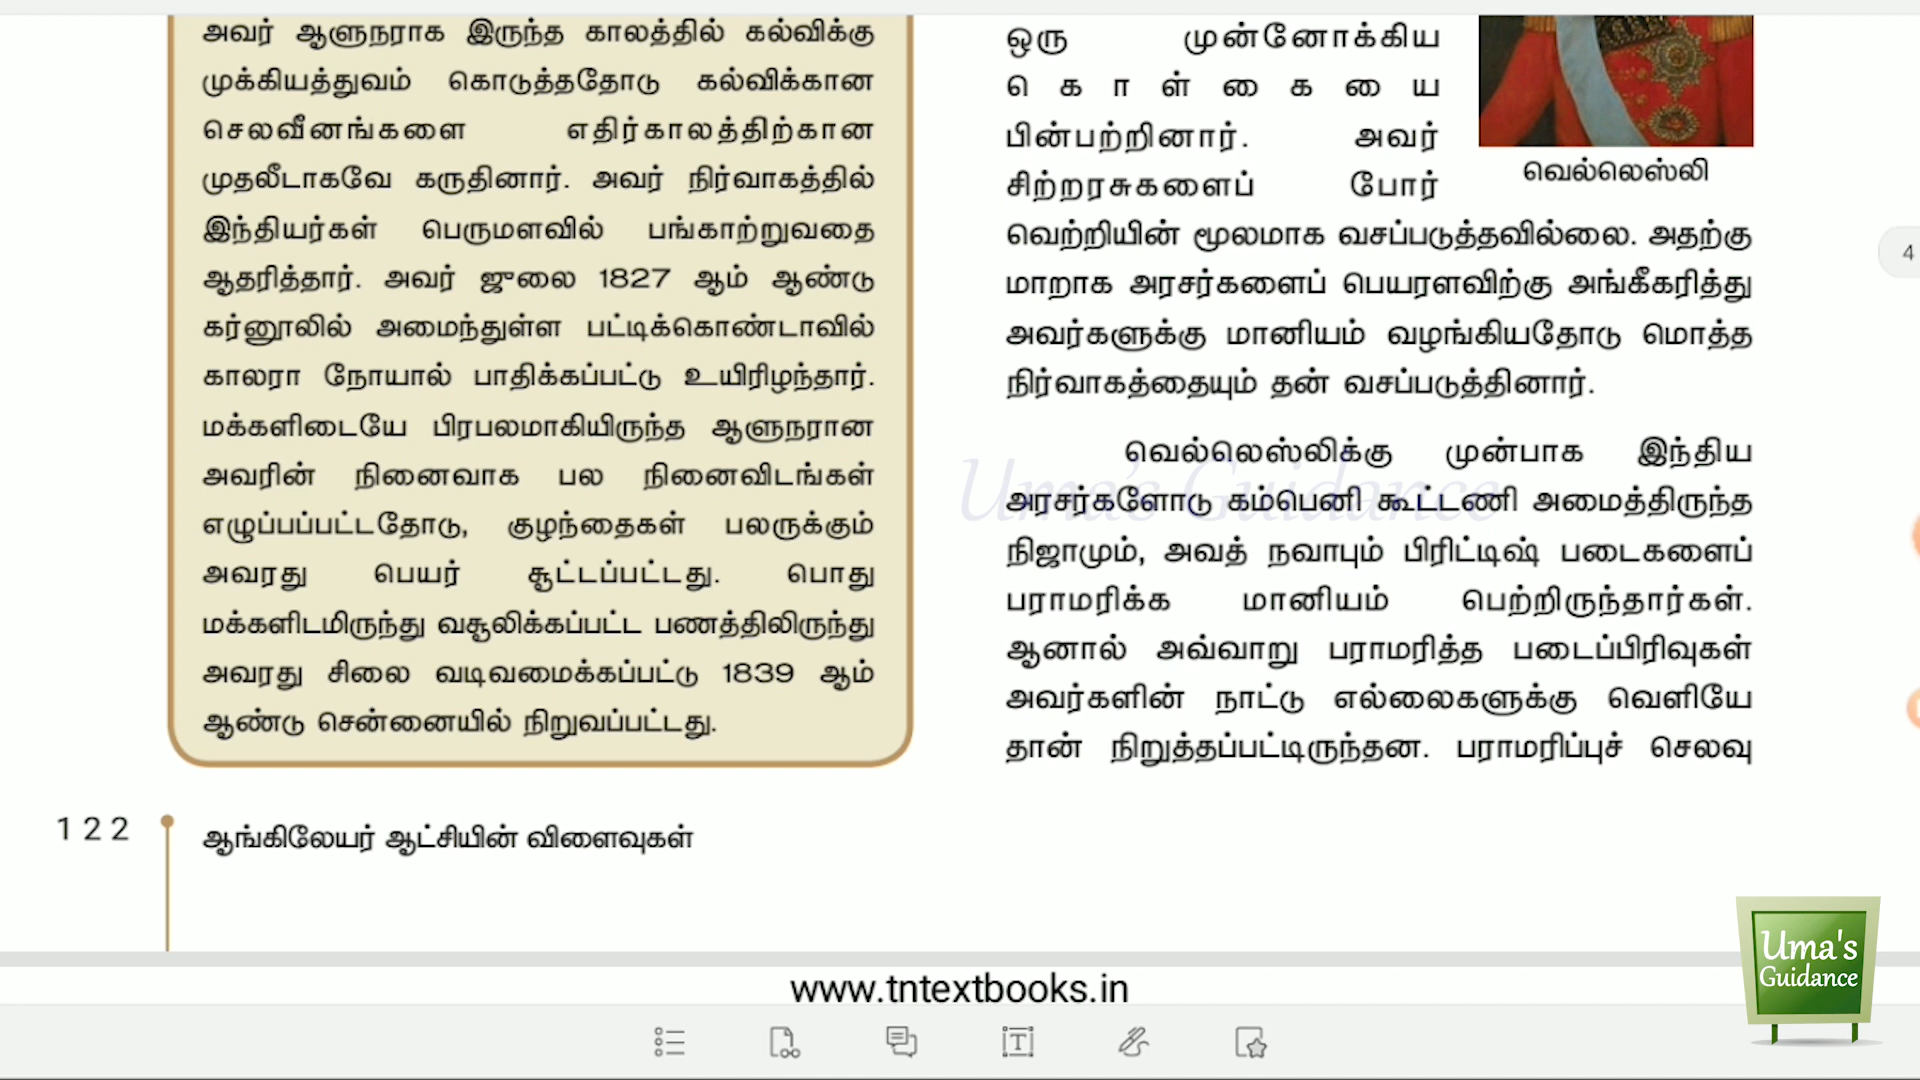 அவர் ஆளுநராக இருந்த காலத்தில் கல்விக்கு
முக்கியத்துவம் கொடுத்ததோடு கல்விக்கான
செலவீனங்களை எதிர்காலத்திற்கான
முதலீடாகவே கருதினார். அவர் நிர்வாகத்தில்
இந்தியர்கள் பெருமளவில் பங்காற்றுவதை
ஆதரித்தார். அவர் ஜுலை 1827 ஆம் ஆண்டு
கர்னூலில் அமைந்துள்ள பட்டிக்கொண்டாவில்
காலரா நோயால் பாதிக்கப்பட்டு உயிரிழந்தார்.
மக்களிடையே பிரபலமாகியிருந்த ஆளுநரான
அவரின் நினைவாக பல நினைவிடங்கள்
எழுப்பப்பட்டதோடு, குழந்தைகள் பலருக்கும்
அவரது பெயர் சூட்டப்பட்டது. பொது
மக்களிடமிருந்து வசூலிக்கப்பட்ட பணத்திலிருந்து
அவரது சிலை வடிவமைக்கப்பட்டு 1839 ஆம்
ஆண்டு சென்னையில் நிறுவப்பட்டது.
ஒரு முன்னோக்கிய
கொள்கையை
பின்பற்றினார். அவர்
சிற்றரசுகளைப் போர்
வெற்றியின் மூலமாக வசப்படுத்தவில்லை. அதற்கு
மாறாக அரசர்களைப் பெயரளவிற்கு அங்கீகரித்து
அவர்களுக்கு மானியம் வழங்கியதோடு மொத்த
நிர்வாகத்தையும் தன் வசப்படுத்தினார்.
வெல்லெஸ்லி
வெல்லெஸ்லிக்கு முன்பாக இந்திய
அரசர்களோடு கம்பெனி கூட்டணி அமைத்திருந்த
நிஜாமும், அவத் நவாபும் பிரிட்டிஷ் படைகளைப்
பராமரிக்க மானியம் பெற்றிருந்தார்கள்.
ஆனால் அவ்வாறு பராமரித்த படைப்பிரிவுகள்
அவர்களின் நாட்டு எல்லைகளுக்கு வெளியே
தான் நிறுத்தப்பட்டிருந்தன. பராமரிப்புச் செலவு
Uma's Guidance
4
122 ஆங்கிலேயர் ஆட்சியின் விளைவுகள்
www.tntextbooks.in
Uma's
Guidance